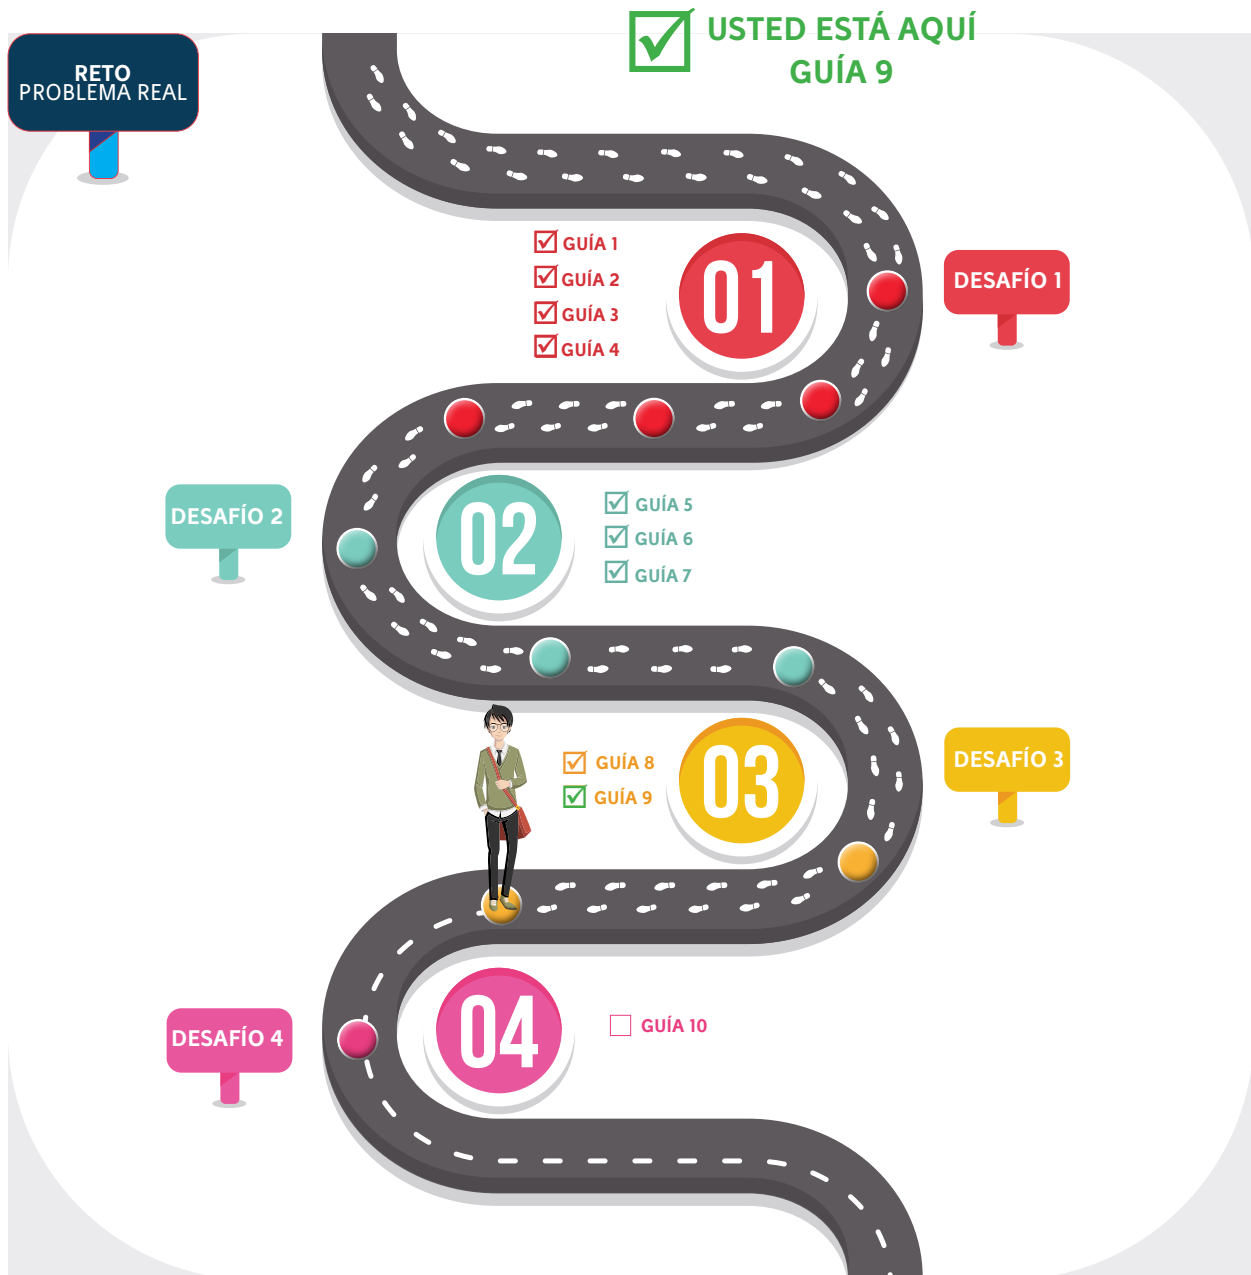 USTED ESTÁ AQUÍ
GUÍA 9
RETO
PROBLEMA REAL
GUÍA 1
GUÍA 2
GUÍA 3
GUÍA 4
01
DESAFÍO 1
DESAFÍO 2
02
GUÍA 5
GUÍA 6
GUÍA 7
GUÍA 8
GUÍA 9
03
DESAFÍO 3
DESAFÍO 4
04
GUÍA 10